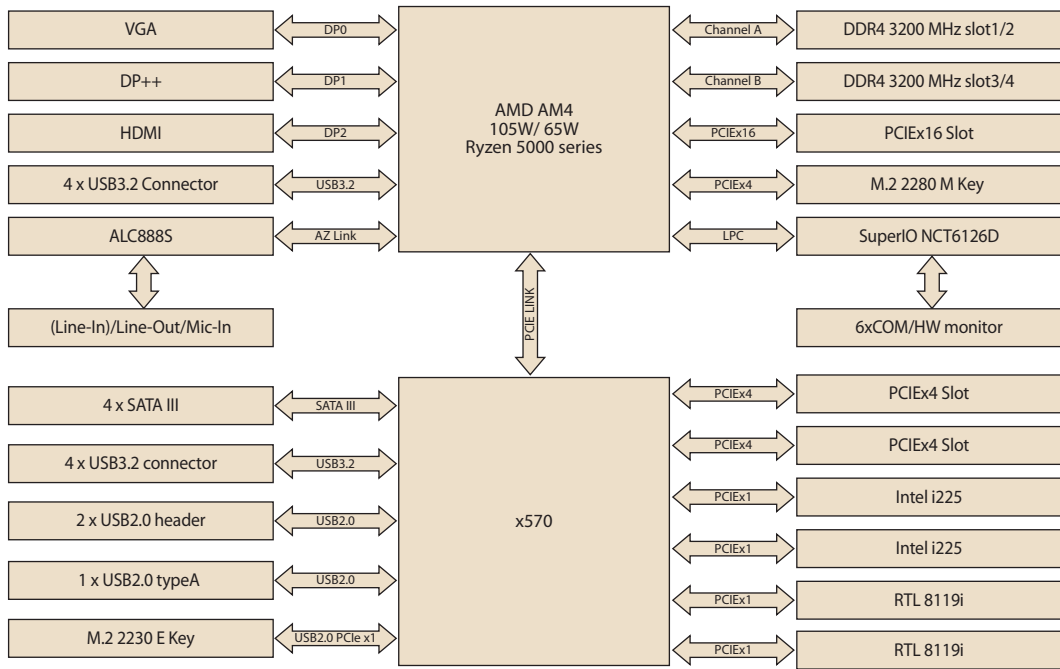 VGA
DP0
DDR4 3200 MHz slot1/2
Channel A
DP++
DP1
DDR4 3200 MHz slot3/4
Channel B
AMD AM4
105W/ 65W
Ryzen 5000 series
HDMI
DP2
PCIEx16
PCIEx16 Slot
4 x USB3.2 Connector
USB3.2
PCIEx4
M.2 2280 M Key
ALC888S
AZ Link
LPC
SuperIO NCT6126D
(Line-In)/Line-Out/Mic-In
PCIE LINK
6xCOM/HW monitor
4 x SATA III
SATA III
PCIEx4
PCIEx4 Slot
4 x USB3.2 connector
USB3.2
PCIEx4
PCIEx4 Slot
2 x USB2.0 header
USB2.0
x570
PCIEx1
Intel i225
PCIEx1
Intel i225
1 x USB2.0 typeA
USB2.0
PCIEx1
RTL 8119i
M.2 2230 E Key
USB2.0 PCIe x1
PCIEx1
RTL 8119i